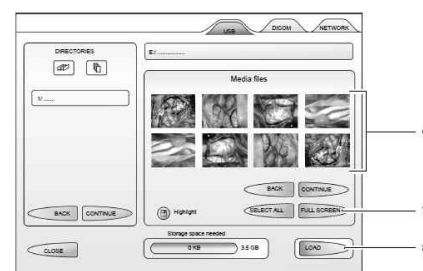 USB DICOM NETWORK
DIRECTORIES
E:/ ...............
Media files
1/ ......
BACK CONTINUE
BACK CONTINUE
Highlight
SELECT ALL FULL SCREEN
Storage space needed
CLOSE
0 KB 3.5 GB
LOAD